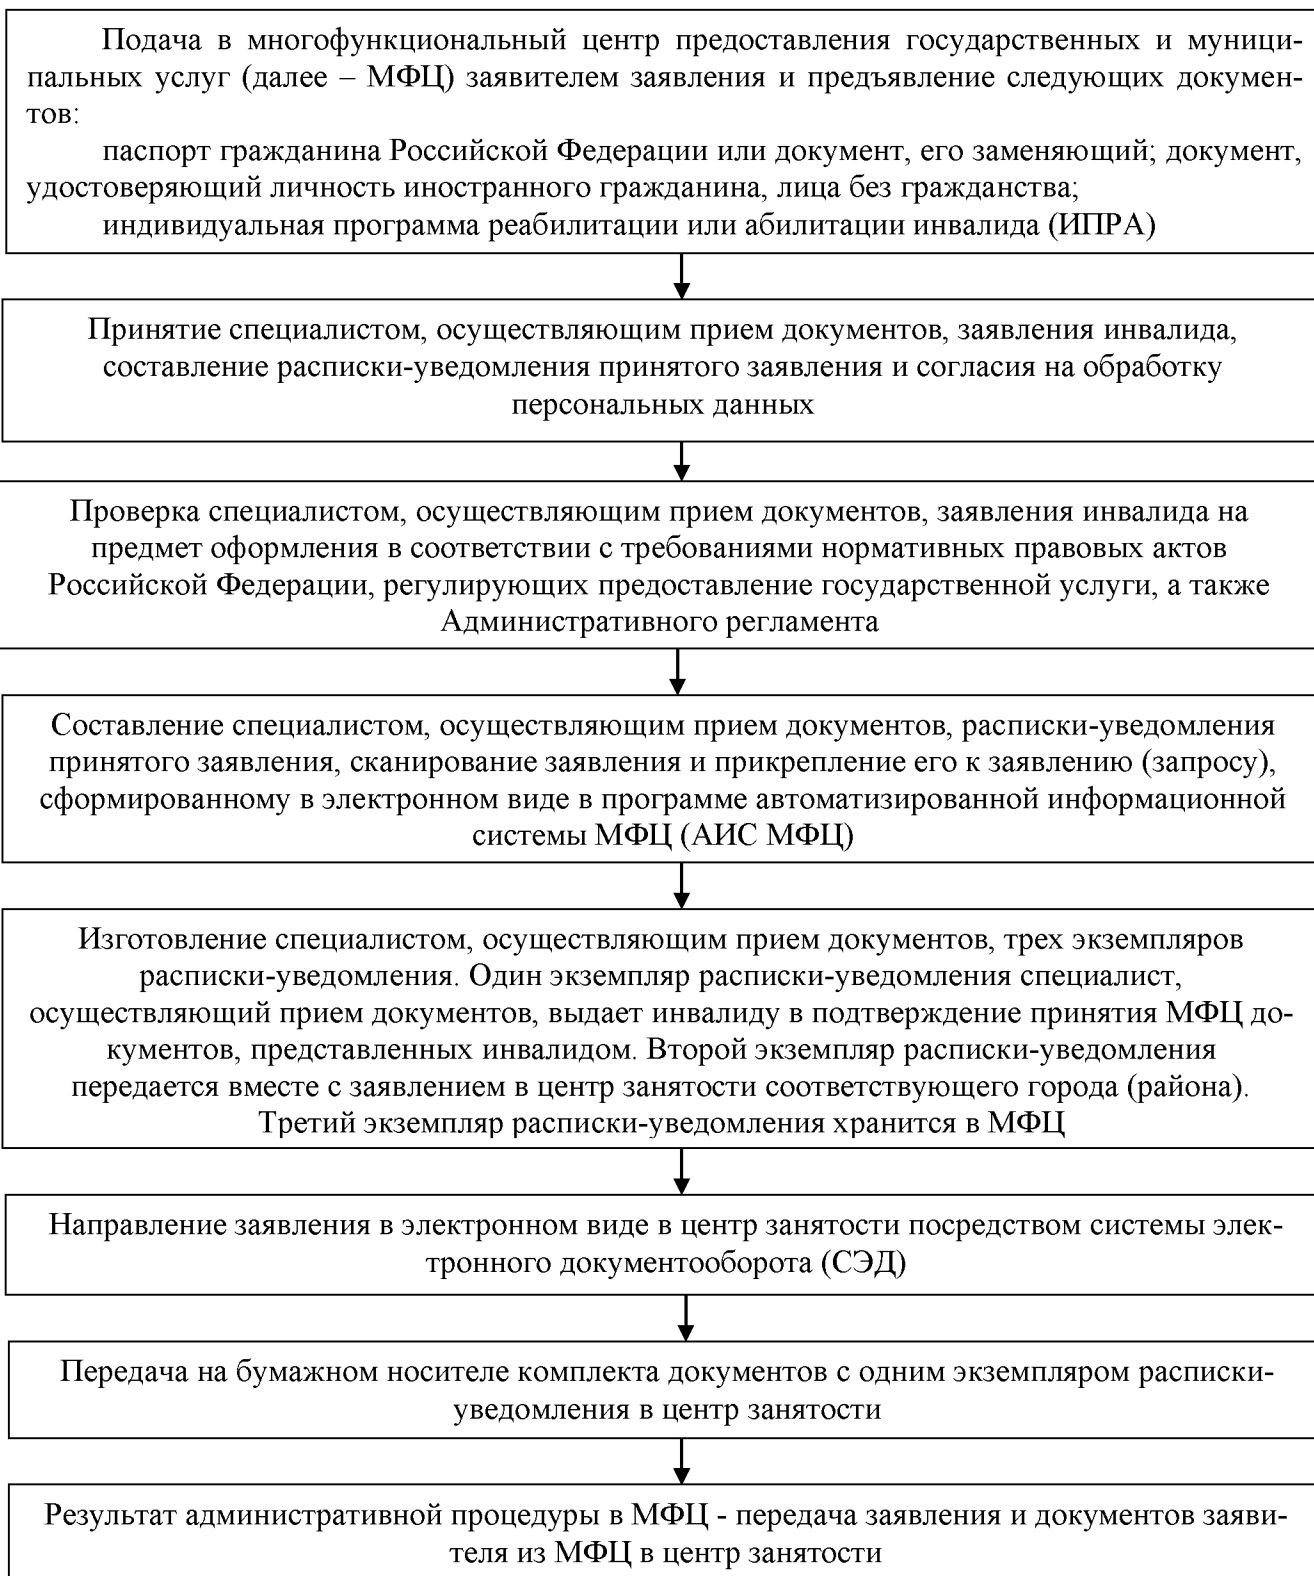 Подача в многофункциональный центр предоставления государственных и муници-
пальных услуг (далее – МФЦ) заявителем заявления и предъявление следующих докумен-
тов:
паспорт гражданина Российской Федерации или документ, его заменяющий; документ,
удостоверяющий личность иностранного гражданина, лица без гражданства;
индивидуальная программа реабилитации или абилитации инвалида (ИПРА)
Принятие специалистом, осуществляющим прием документов, заявления инвалида,
составление расписки-уведомления принятого заявления и согласия на обработку
персональных данных
Проверка специалистом, осуществляющим прием документов, заявления инвалида на
предмет оформления в соответствии с требованиями нормативных правовых актов
Российской Федерации, регулирующих предоставление государственной услуги, а также
Административного регламента
Составление специалистом, осуществляющим прием документов, расписки-уведомления
принятого заявления, сканирование заявления и прикрепление его к заявлению (запросу),
сформированному в электронном виде в программе автоматизированной информационной
системы МФЦ (АИС МФЦ)
Изготовление специалистом, осуществляющим прием документов, трех экземпляров
расписки-уведомления. Один экземпляр расписки-уведомления специалист,
осуществляющий прием документов, выдает инвалиду в подтверждение принятия МФЦ до-
кументов, представленных инвалидом. Второй экземпляр расписки-уведомления
передается вместе с заявлением в центр занятости соответствующего города (района).
Третий экземпляр расписки-уведомления хранится в МФЦ
Направление заявления в электронном виде в центр занятости посредством системы элек-
тронного документооборота (СЭД)
Передача на бумажном носителе комплекта документов с одним экземпляром расписки-
уведомления в центр занятости
Результат административной процедуры в МФЦ - передача заявления и документов заяви-
теля из МФЦ в центр занятости